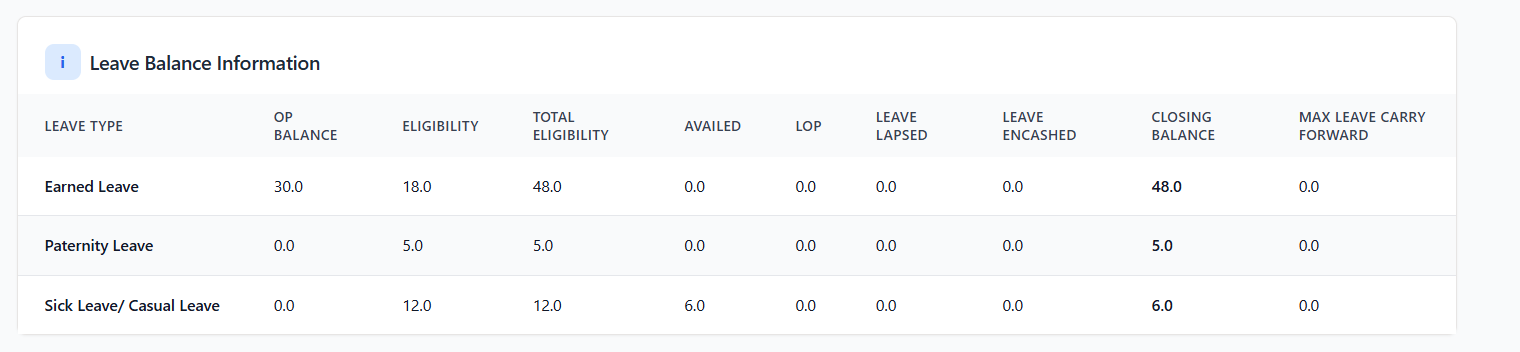 i Leave Balance Information
LEAVE TYPE OP BALANCE ELIGIBILITY TOTAL ELIGIBILITY AVAILED LOP LEAVE LAPSED LEAVE ENCASHED CLOSING BALANCE MAX LEAVE CARRY FORWARD
Earned Leave 30.0 18.0 48.0 0.0 0.0 0.0 0.0 48.0 0.0
Paternity Leave 0.0 5.0 5.0 0.0 0.0 0.0 0.0 5.0 0.0
Sick Leave/ Casual Leave 0.0 12.0 12.0 6.0 0.0 0.0 0.0 6.0 0.0